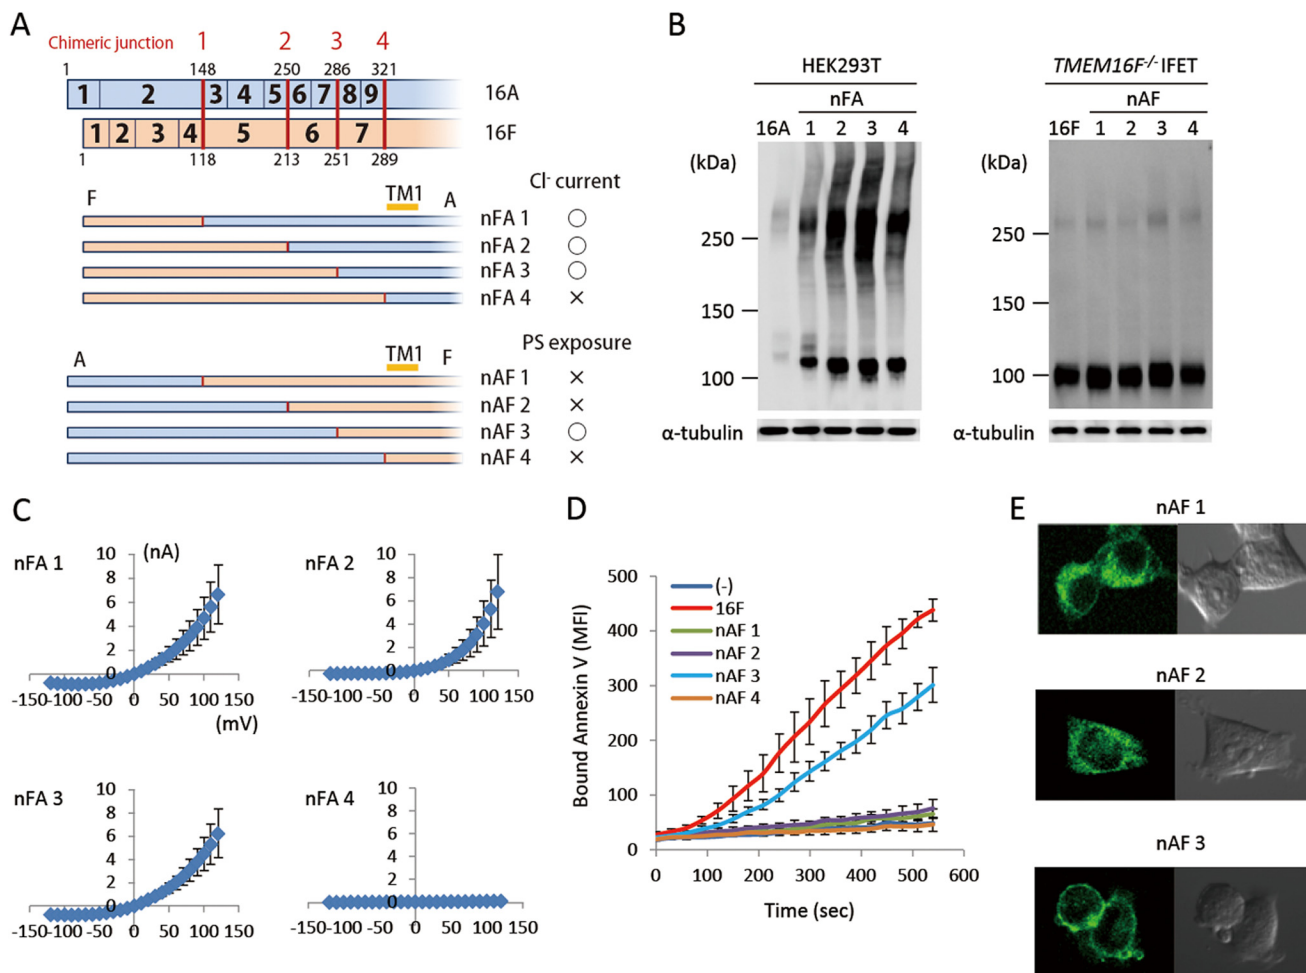 A
Chimeric junction 1 2 3 4
1 148 250 286 321
1 2 3 4 5 6 7 8 9 16A
1 2 3 4 5 6 7 16F
1 118 213 251 289
Cl- current
F TM1 A
nFA 1 ○
nFA 2 ○
nFA 3 ○
nFA 4 ×
PS exposure
A TM1 F
nAF 1 ×
nAF 2 ×
nAF 3 ○
nAF 4 ×
B
HEK293T
nFA
16A 1 2 3 4
(kDa)
250
150
100
α-tubulin
TMEM16F-/- IFET
nAF
16F 1 2 3 4
(kDa)
250
150
100
α-tubulin
C
nFA 1
(nA)
10
8
6
4
2
0
-150 -100 -50 0 50 100 150
(mV)
nFA 2
10
8
6
4
2
0
-150 -100 -50 0 50 100 150
nFA 3
10
8
6
4
2
0
-150 -100 -50 0 50 100 150
nFA 4
10
8
6
4
2
0
-150 -100 -50 0 50 100 150
D
Bound Annexin V (MFI)
500
400
300
200
100
0
(-)
16F
nAF 1
nAF 2
nAF 3
nAF 4
0 100 200 300 400 500 600
Time (sec)
E
nAF 1
nAF 2
nAF 3